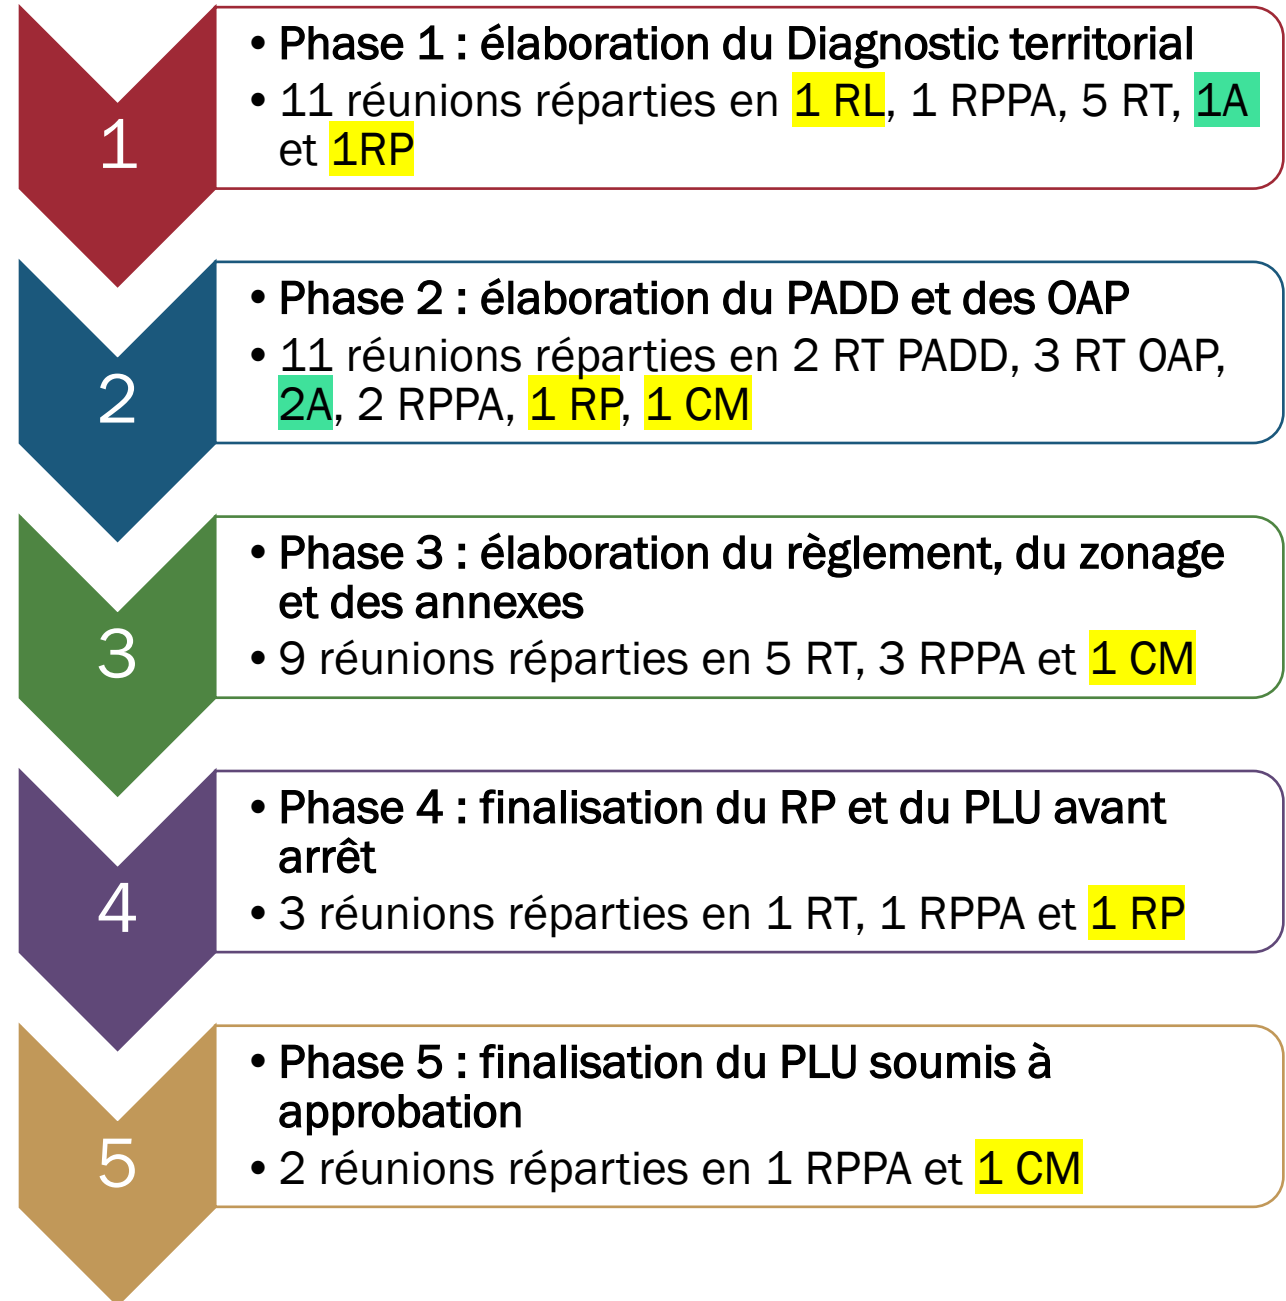 1
• Phase 1 : élaboration du Diagnostic territorial
• 11 réunions réparties en 1 RL, 1 RPPA, 5 RT, 1A
et 1RP
2
• Phase 2 : élaboration du PADD et des OAP
• 11 réunions réparties en 2 RT PADD, 3 RT OAP,
2A, 2 RPPA, 1 RP, 1 CM
3
• Phase 3 : élaboration du règlement, du zonage
et des annexes
• 9 réunions réparties en 5 RT, 3 RPPA et 1 CM
4
• Phase 4 : finalisation du RP et du PLU avant
arrêt
• 3 réunions réparties en 1 RT, 1 RPPA et 1 RP
5
• Phase 5 : finalisation du PLU soumis à
approbation
• 2 réunions réparties en 1 RPPA et 1 CM